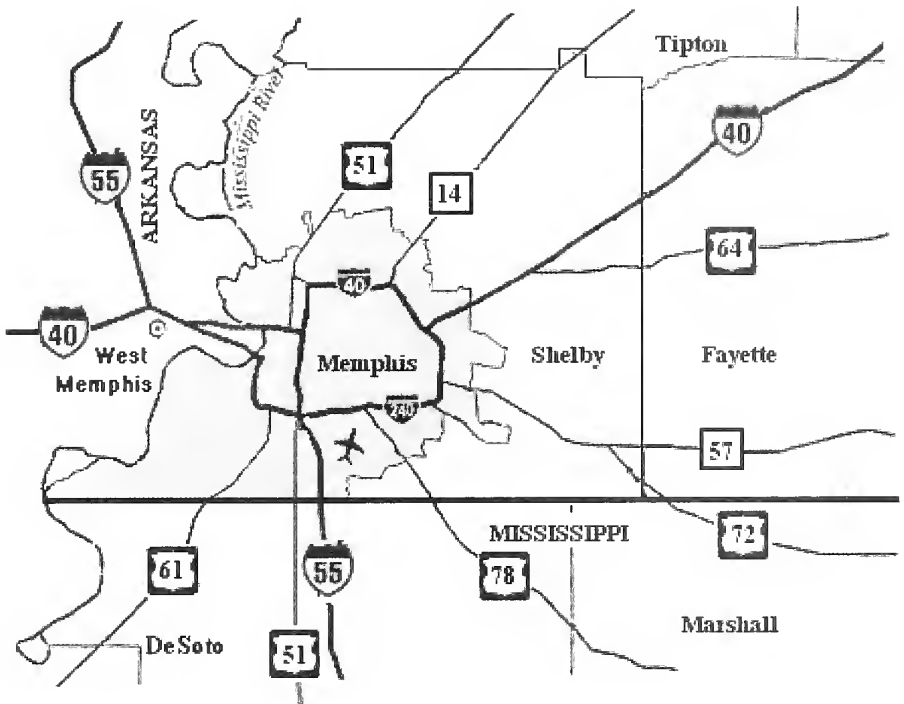 Tipton
40
Mississippi River
ARKANSAS
55
51
14
64
40
40
West
Memphis
Memphis
Shelby
Fayette
240
57
MISSISSIPPI
72
61
55
78
Marshall
DeSoto
51